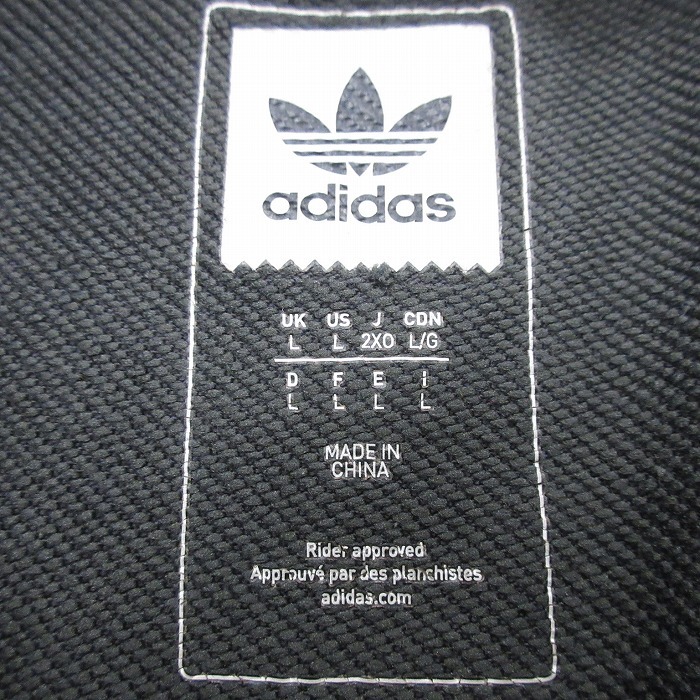 adidas
UK US J CDN
L L 2XO L/G
D F E I
L L L L
MADE IN
CHINA
Rider approved
Approuvé par des planchistes
adidas.com